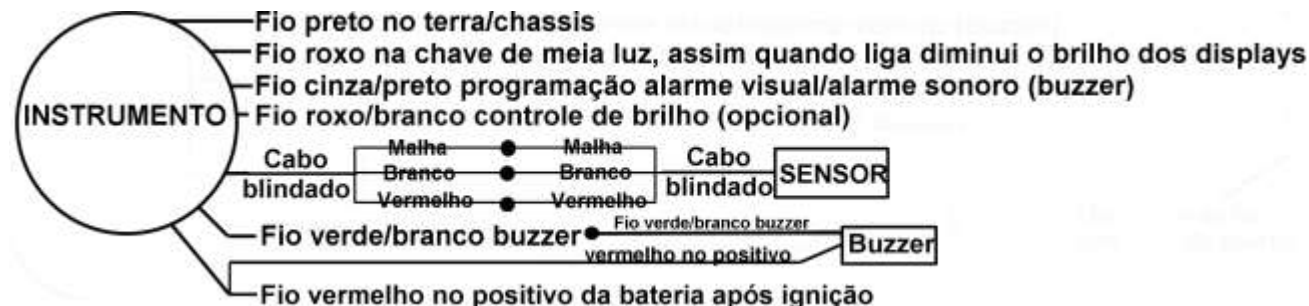 Fio preto no terra/chassis
Fio roxo na chave de meia luz, assim quando liga diminui o brilho dos displays
Fio cinza/preto programação alarme visual/alarme sonoro (buzzer)
INSTRUMENTO
Fio roxo/branco controle de brilho (opcional)
Cabo blindado
Malha Malha
Branco Branco
Vermelho Vermelho
Cabo blindado
SENSOR
Fio verde/branco buzzer
Fio verde/branco buzzer
vermelho no positivo
Buzzer
Fio vermelho no positivo da bateria após ignição